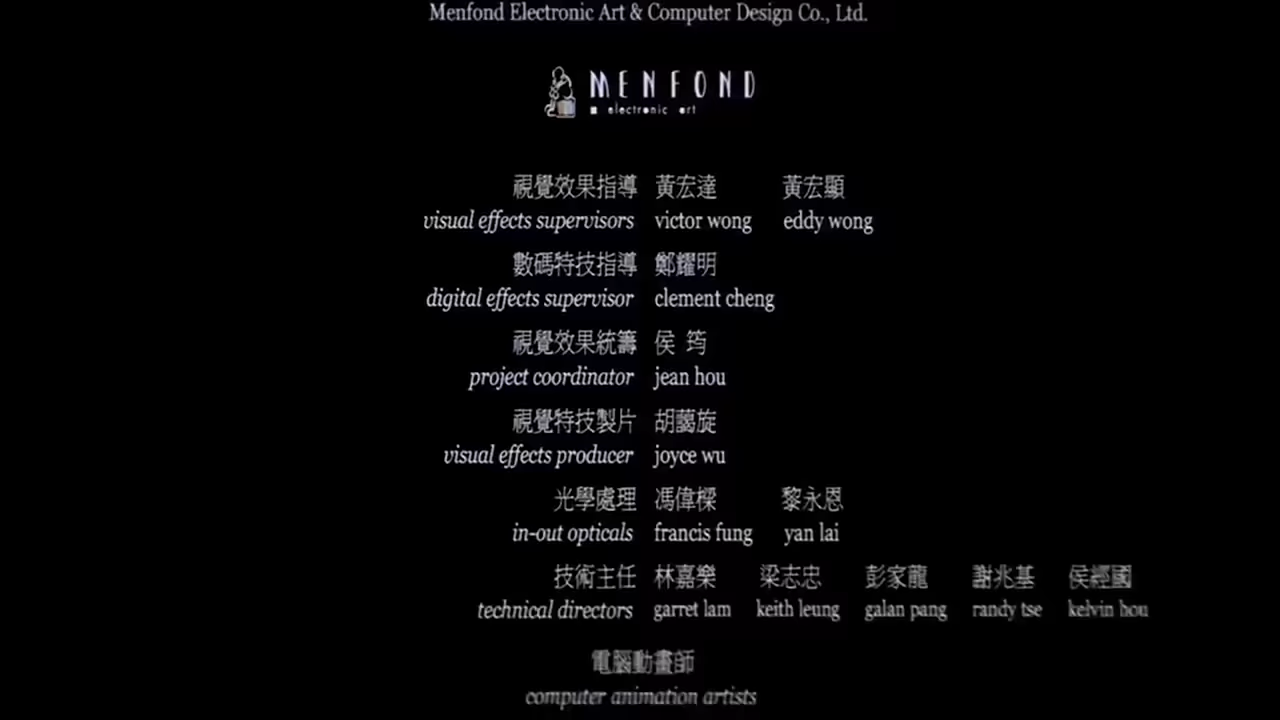 Menfond Electronic Art & Computer Design Co., Ltd.
MENFOND
electronic art
視覺效果指導 黃宏達 黃宏顯
visual effects supervisors victor wong eddy wong
數碼特技指導 鄭耀明
digital effects supervisor clement cheng
視覺效果統籌 侯 筠
project coordinator jean hou
視覺特技製片 胡藹旋
visual effects producer joyce wu
光學處理 馮偉樑 黎永恩
in-out opticals francis fung yan lai
技術主任 林嘉樂 梁志忠 彭家龍 謝兆基 侯經國
technical directors garret lam keith leung galan pang randy tse kelvin hou
電腦動畫師
computer animation artists